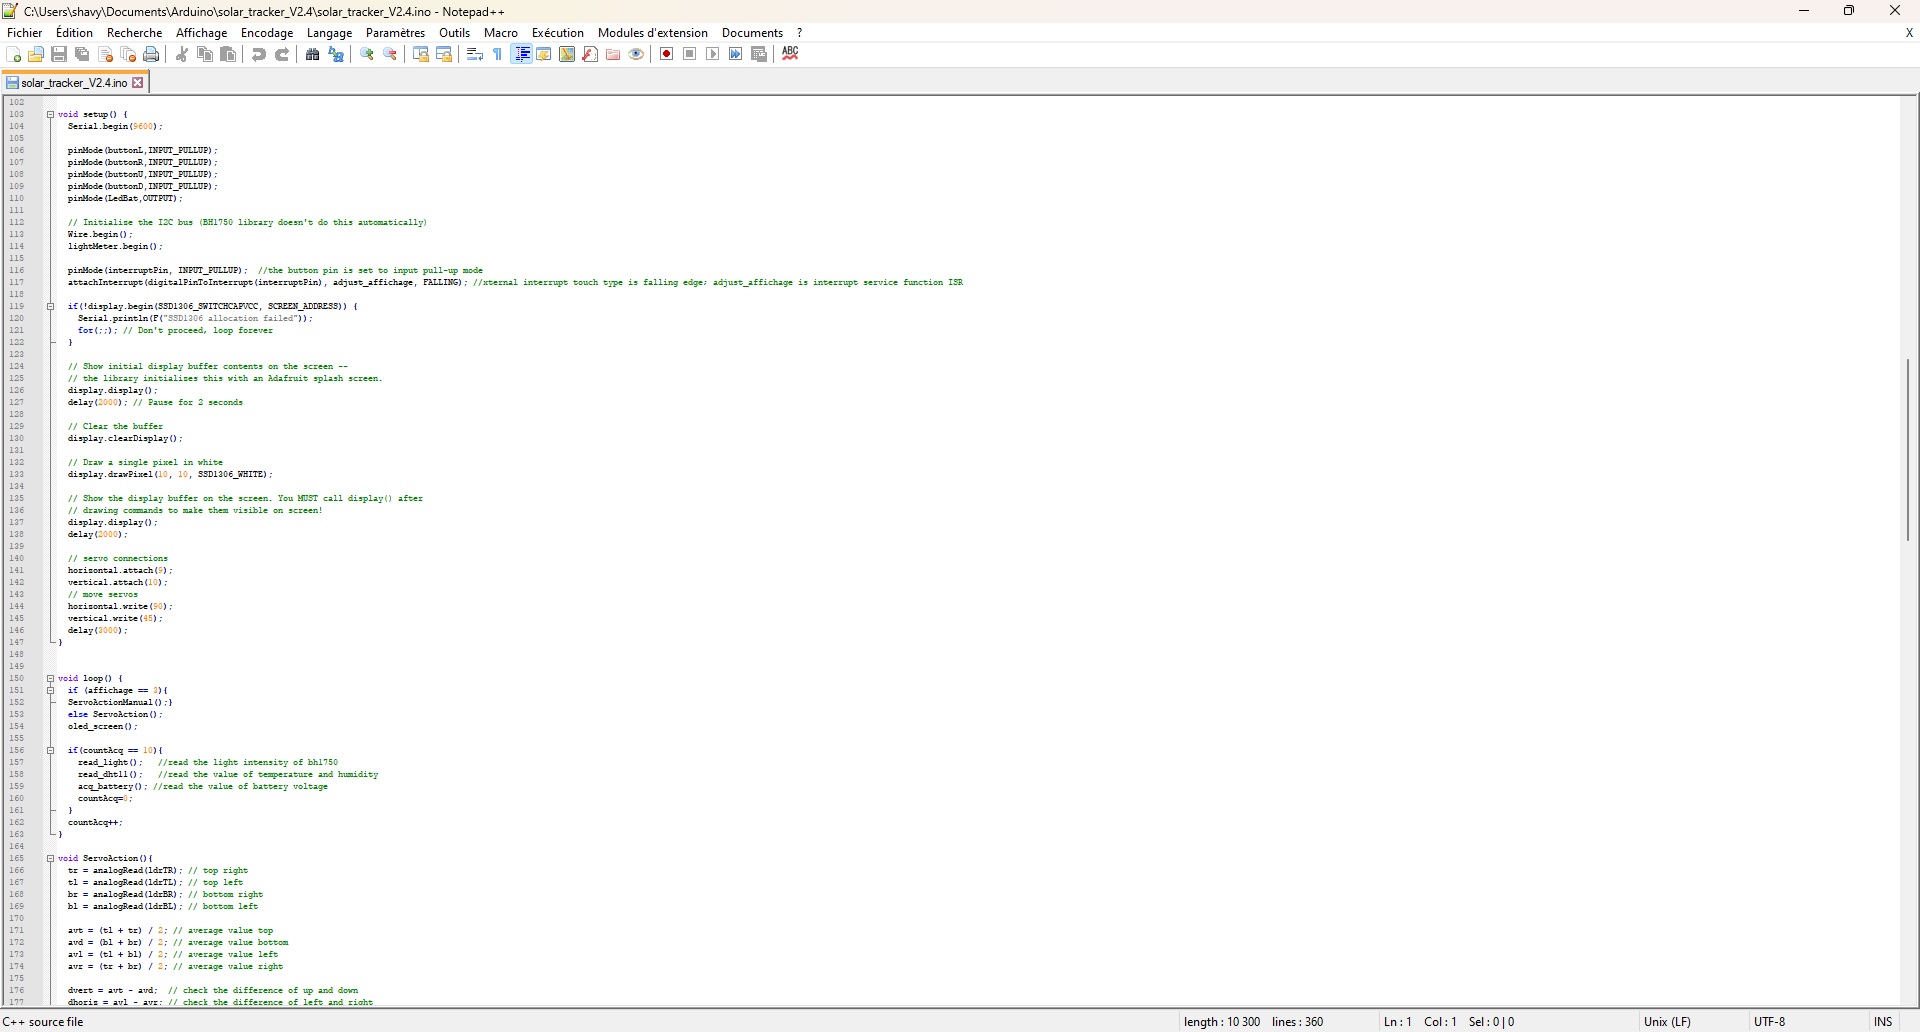 C:\Users\shavy\Documents\Arduino\solar_tracker_V2.4\solar_tracker_V2.4.ino - Notepad++
Fichier Édition Recherche Affichage Encodage Langage Paramètres Outils Macro Exécution Modules d'extension Documents ? X
solar_tracker_V2.4.ino
102
103 void setup() {
104 Serial.begin(9600);
105
106 pinMode(buttonL,INPUT_PULLUP);
107 pinMode(buttonR,INPUT_PULLUP);
108 pinMode(buttonU,INPUT_PULLUP);
109 pinMode(buttonD,INPUT_PULLUP);
110 pinMode(LedBat,OUTPUT);
111
112 // Initialize the I2C bus (BH1750 library doesn't do this automatically)
113 Wire.begin();
114 lightMeter.begin();
115
116 pinMode(interruptPin, INPUT_PULLUP); //the button pin is set to input pull-up mode
117 attachInterrupt(digitalPinToInterrupt(interruptPin), adjust_affichage, FALLING); //xternal interrupt touch type is falling edge; adjust_affichage is interrupt service function ISR
118
119 if(!display.begin(SSD1306_SWITCHCAPVCC, SCREEN_ADDRESS)) {
120 Serial.println(F("SSD1306 allocation failed"));
121 for(;;); // Don't proceed, loop forever
122 }
123
124 // Show initial display buffer contents on the screen --
125 // the library initializes this with an Adafruit splash screen.
126 display.display();
127 delay(2000); // Pause for 2 seconds
128
129 // Clear the buffer
130 display.clearDisplay();
131
132 // Draw a single pixel in white
133 display.drawPixel(10, 10, SSD1306_WHITE);
134
135 // Show the display buffer on the screen. You MUST call display() after
136 // drawing commands to make them visible on screen!
137 display.display();
138 delay(2000);
139
140 // servo connections
141 horizontal.attach(9);
142 vertical.attach(10);
143 // move servos
144 horizontal.write(90);
145 vertical.write(45);
146 delay(3000);
147 }
148
149
150 void loop() {
151 if (affichage == 3){
152 ServoActionManual();}
153 else ServoAction();
154 oled_screen();
155
156 if(countAcq == 10){
157 read_light(); //read the light intensity of bh1750
158 read_dht11(); //read the value of temperature and humidity
159 acq_battery(); //read the value of battery voltage
160 countAcq=0;
161 }
162 countAcq++;
163 }
164
165 void ServoAction(){
166 tr = analogRead(ldrTR); // top right
167 tl = analogRead(ldrTL); // top left
168 br = analogRead(ldrBR); // bottom right
169 bl = analogRead(ldrBL); // bottom left
170
171 avt = (tl + tr) / 2; // average value top
172 avd = (bl + br) / 2; // average value bottom
173 avl = (tl + bl) / 2; // average value left
174 avr = (tr + br) / 2; // average value right
175
176 dvert = avt - avd; // check the difference of up and down
177 dhoriz = avl - avr; // check the difference of left and right
C++ source file length : 10 300 lines : 360 Ln : 1 Col : 1 Sel : 0 | 0 Unix (LF) UTF-8 INS